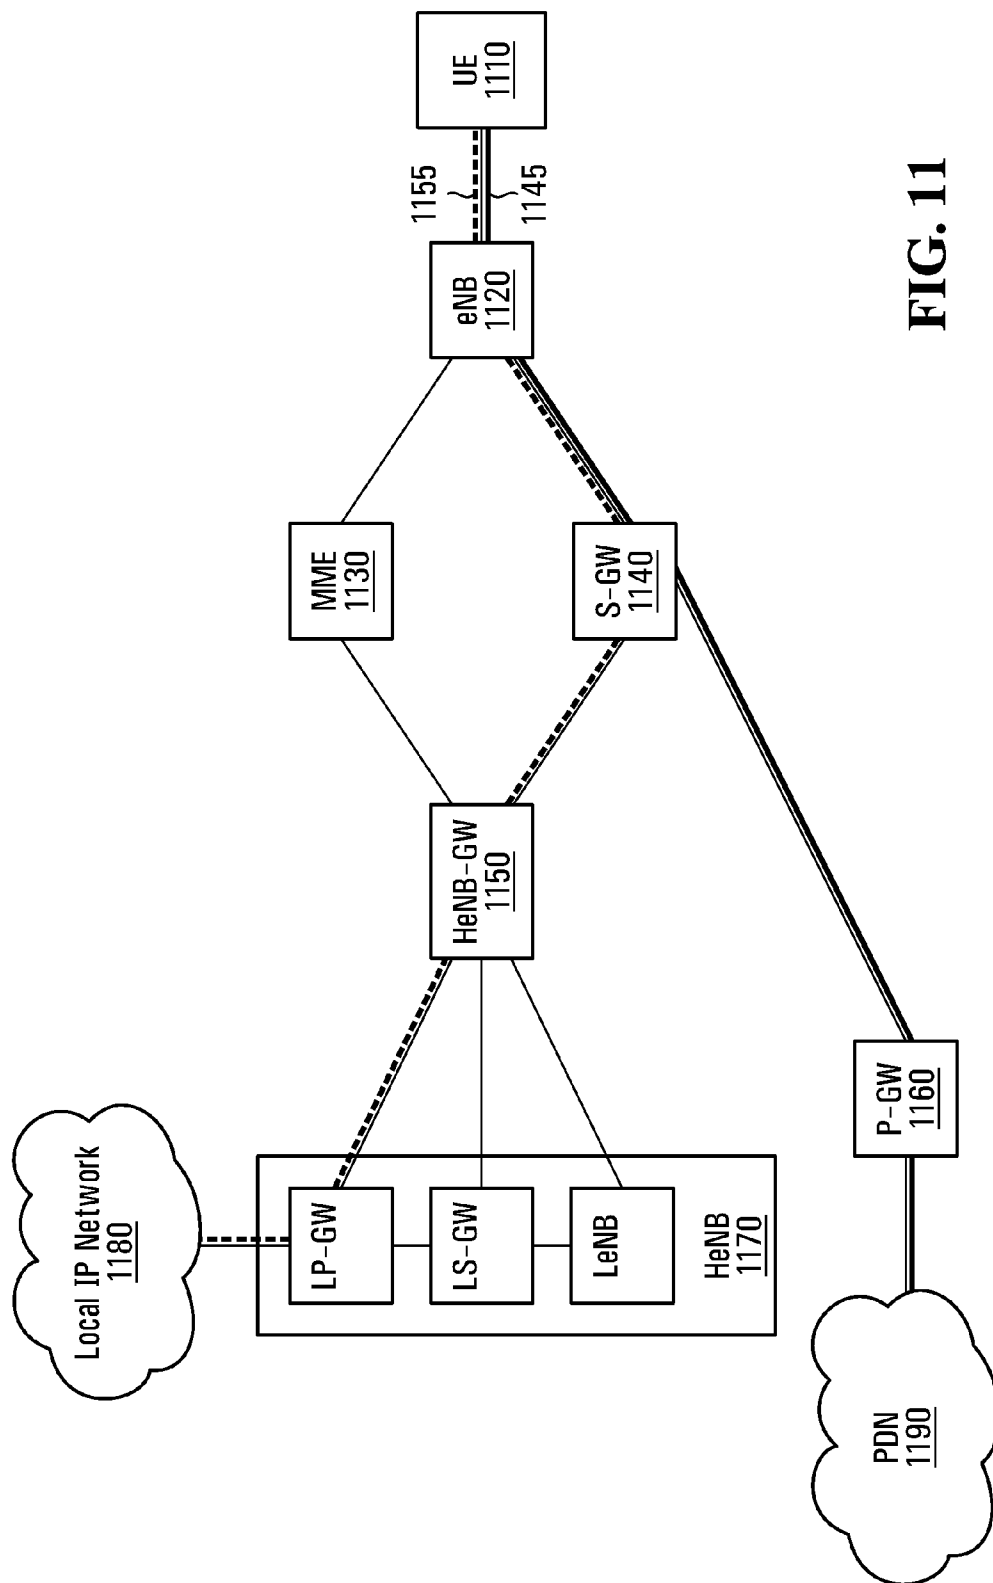 Local IP Network
1180
LP-GW
LS-GW
LeNB
HeNB
1170
HeNB-GW
1150
MME
1130
S-GW
1140
eNB
1120
1155
1145
UE
1110
PDN
1190
P-GW
1160
FIG. 11